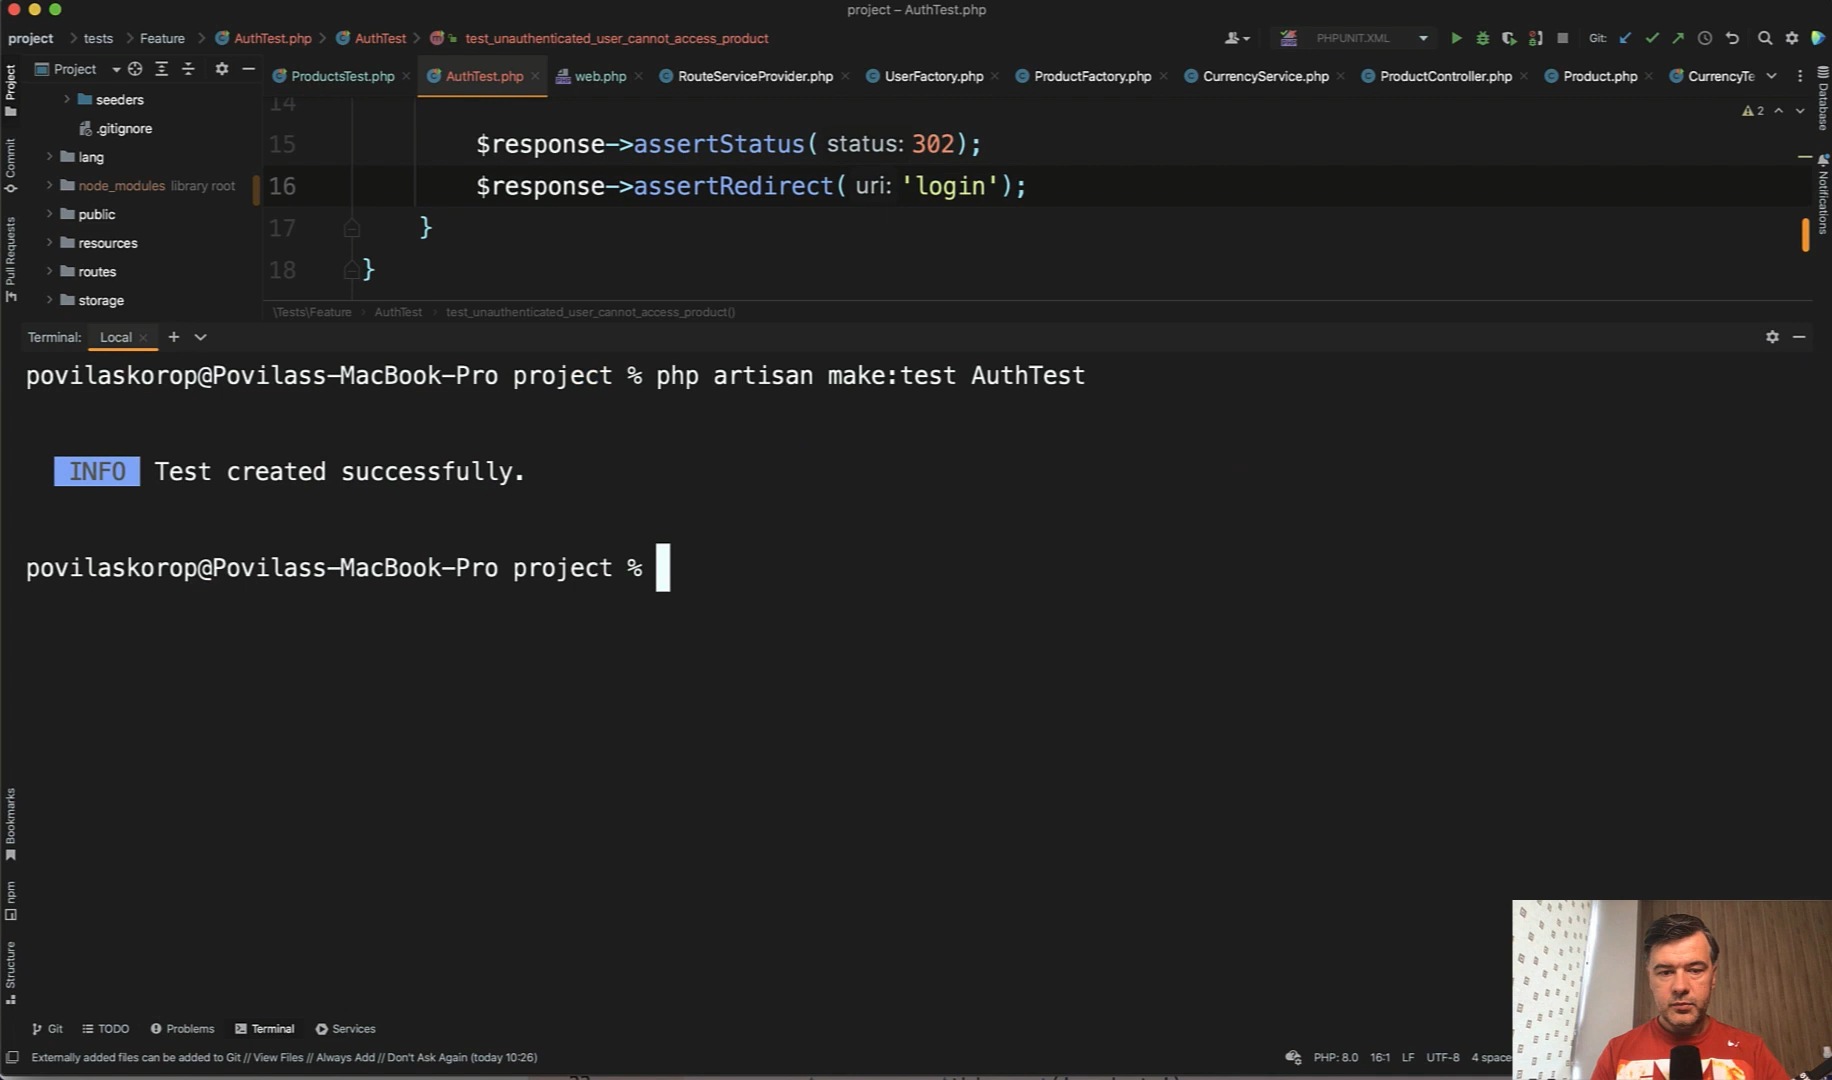 project – AuthTest.php
project > tests > Feature > AuthTest.php > AuthTest > test_unauthenticated_user_cannot_access_product
PHPUNIT.XML
Git:
Project
ProductsTest.php
AuthTest.php
web.php
RouteServiceProvider.php
UserFactory.php
ProductFactory.php
CurrencyService.php
ProductController.php
Product.php
CurrencyTe
Project
Commit
Pull Requests
Bookmarks
npm
Structure
Database
Notifications
seeders
.gitignore
lang
node_modules library root
public
resources
routes
storage
2
14
15 $response->assertStatus( status: 302);
16 $response->assertRedirect( uri: 'login');
17 }
18 }
\Tests\Feature > AuthTest > test_unauthenticated_user_cannot_access_product()
Terminal: Local
povilaskorop@Povilass-MacBook-Pro project % php artisan make:test AuthTest
INFO Test created successfully.
povilaskorop@Povilass-MacBook-Pro project %
Git
TODO
Problems
Terminal
Services
Externally added files can be added to Git // View Files // Always Add // Don't Ask Again (today 10:26)
PHP: 8.0 16:1 LF UTF-8 4 space